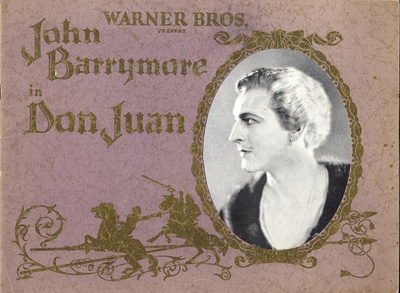 WARNER BROS.
PRESENT
John
Barrymore
in
Don Juan